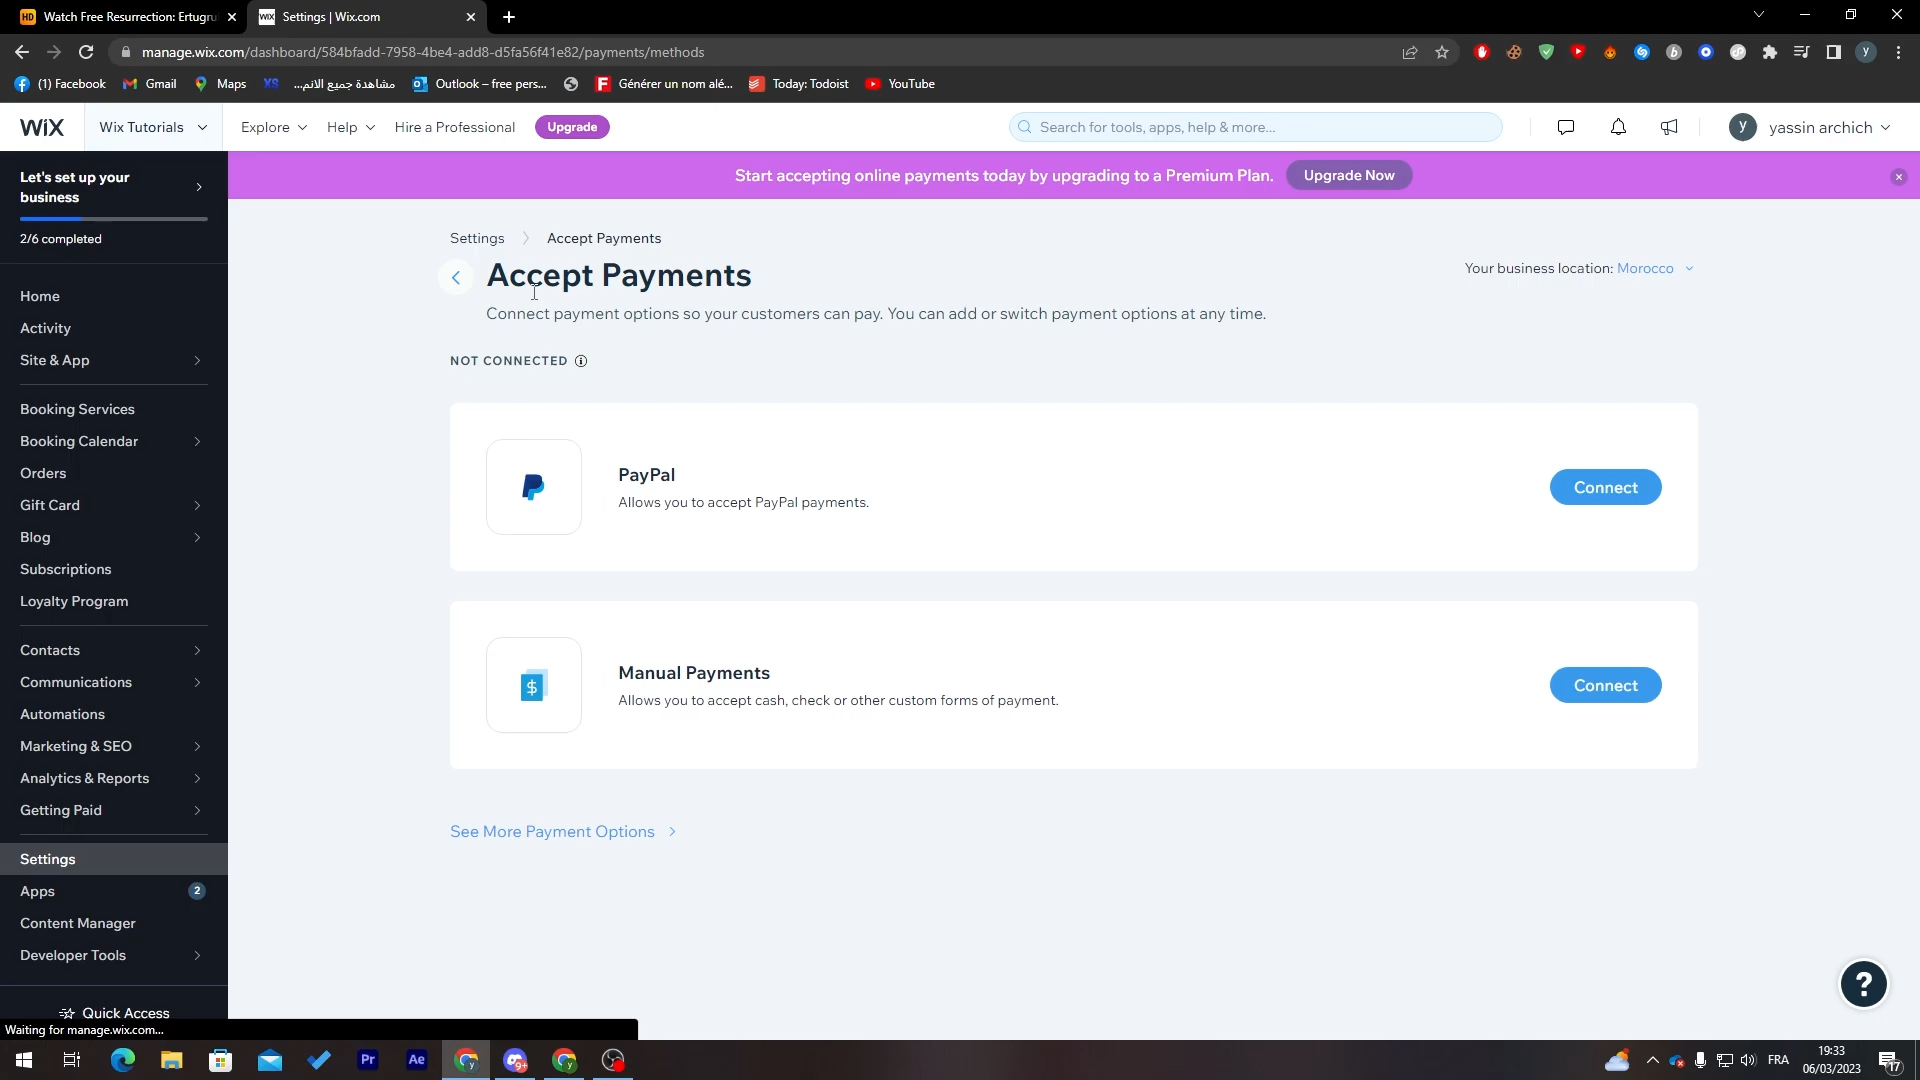 Watch Free Resurrection: Ertugru
Settings | Wix.com
manage.wix.com/dashboard/584bfadd-7958-4be4-add8-d5fa56f41e82/payments/methods
(1) Facebook
Gmail
Maps
مشاهدة جميع الانم...
Outlook – free pers...
Générer un nom alé...
Today: Todoist
YouTube
WiX
Wix Tutorials
Explore
Help
Hire a Professional
Upgrade
Search for tools, apps, help & more...
y
yassin archich
Let's set up your
business
2/6 completed
Start accepting online payments today by upgrading to a Premium Plan.
Upgrade Now
Home
Activity
Site & App
Booking Services
Booking Calendar
Orders
Gift Card
Blog
Subscriptions
Loyalty Program
Contacts
Communications
Automations
Marketing & SEO
Analytics & Reports
Getting Paid
Settings
Apps
2
Content Manager
Developer Tools
Quick Access
Settings
Accept Payments
Accept Payments
Your business location: Morocco
Connect payment options so your customers can pay. You can add or switch payment options at any time.
NOT CONNECTED
PayPal
Allows you to accept PayPal payments.
Connect
Manual Payments
Allows you to accept cash, check or other custom forms of payment.
Connect
See More Payment Options
?
Waiting for manage.wix.com...
Pr
Ae
FRA
19:33
06/03/2023
17